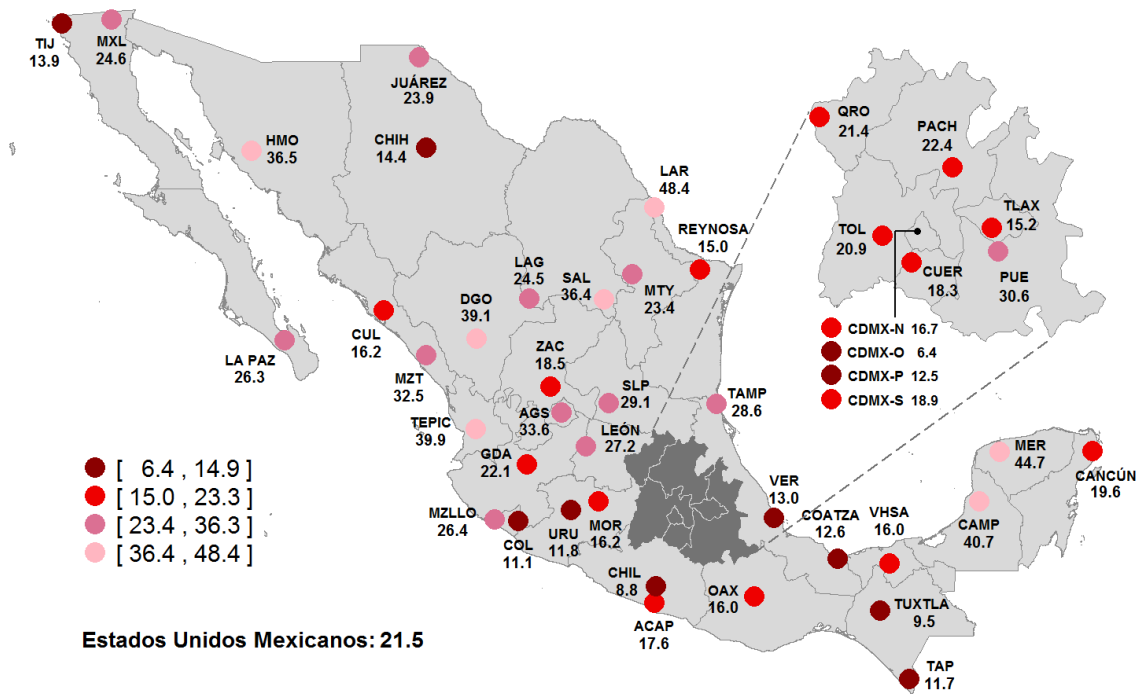 TIJ
13.9
MXL
24.6
JUÁREZ
23.9
HMO
36.5
CHIH
14.4
LAR
48.4
REYNOSA
15.0
LAG
24.5
SAL
36.4
MTY
23.4
DGO
39.1
CUL
16.2
LA PAZ
26.3
MZT
32.5
ZAC
18.5
SLP
29.1
TAMP
28.6
TEPIC
39.9
AGS
33.6
LEÓN
27.2
GDA
22.1
MZLLO
26.4
COL
11.1
URU
11.8
MOR
16.2
VER
13.0
COATZA
12.6
VHSA
16.0
CHIL
8.8
ACAP
17.6
OAX
16.0
TUXTLA
9.5
TAP
11.7
MER
44.7
CANCÚN
19.6
CAMP
40.7
QRO
21.4
PACH
22.4
TLAX
15.2
TOL
20.9
CUER
18.3
PUE
30.6
CDMX-N 16.7
CDMX-O 6.4
CDMX-P 12.5
CDMX-S 18.9
[ 6.4 , 14.9 ]
[ 15.0 , 23.3 ]
[ 23.4 , 36.3 ]
[ 36.4 , 48.4 ]
Estados Unidos Mexicanos: 21.5